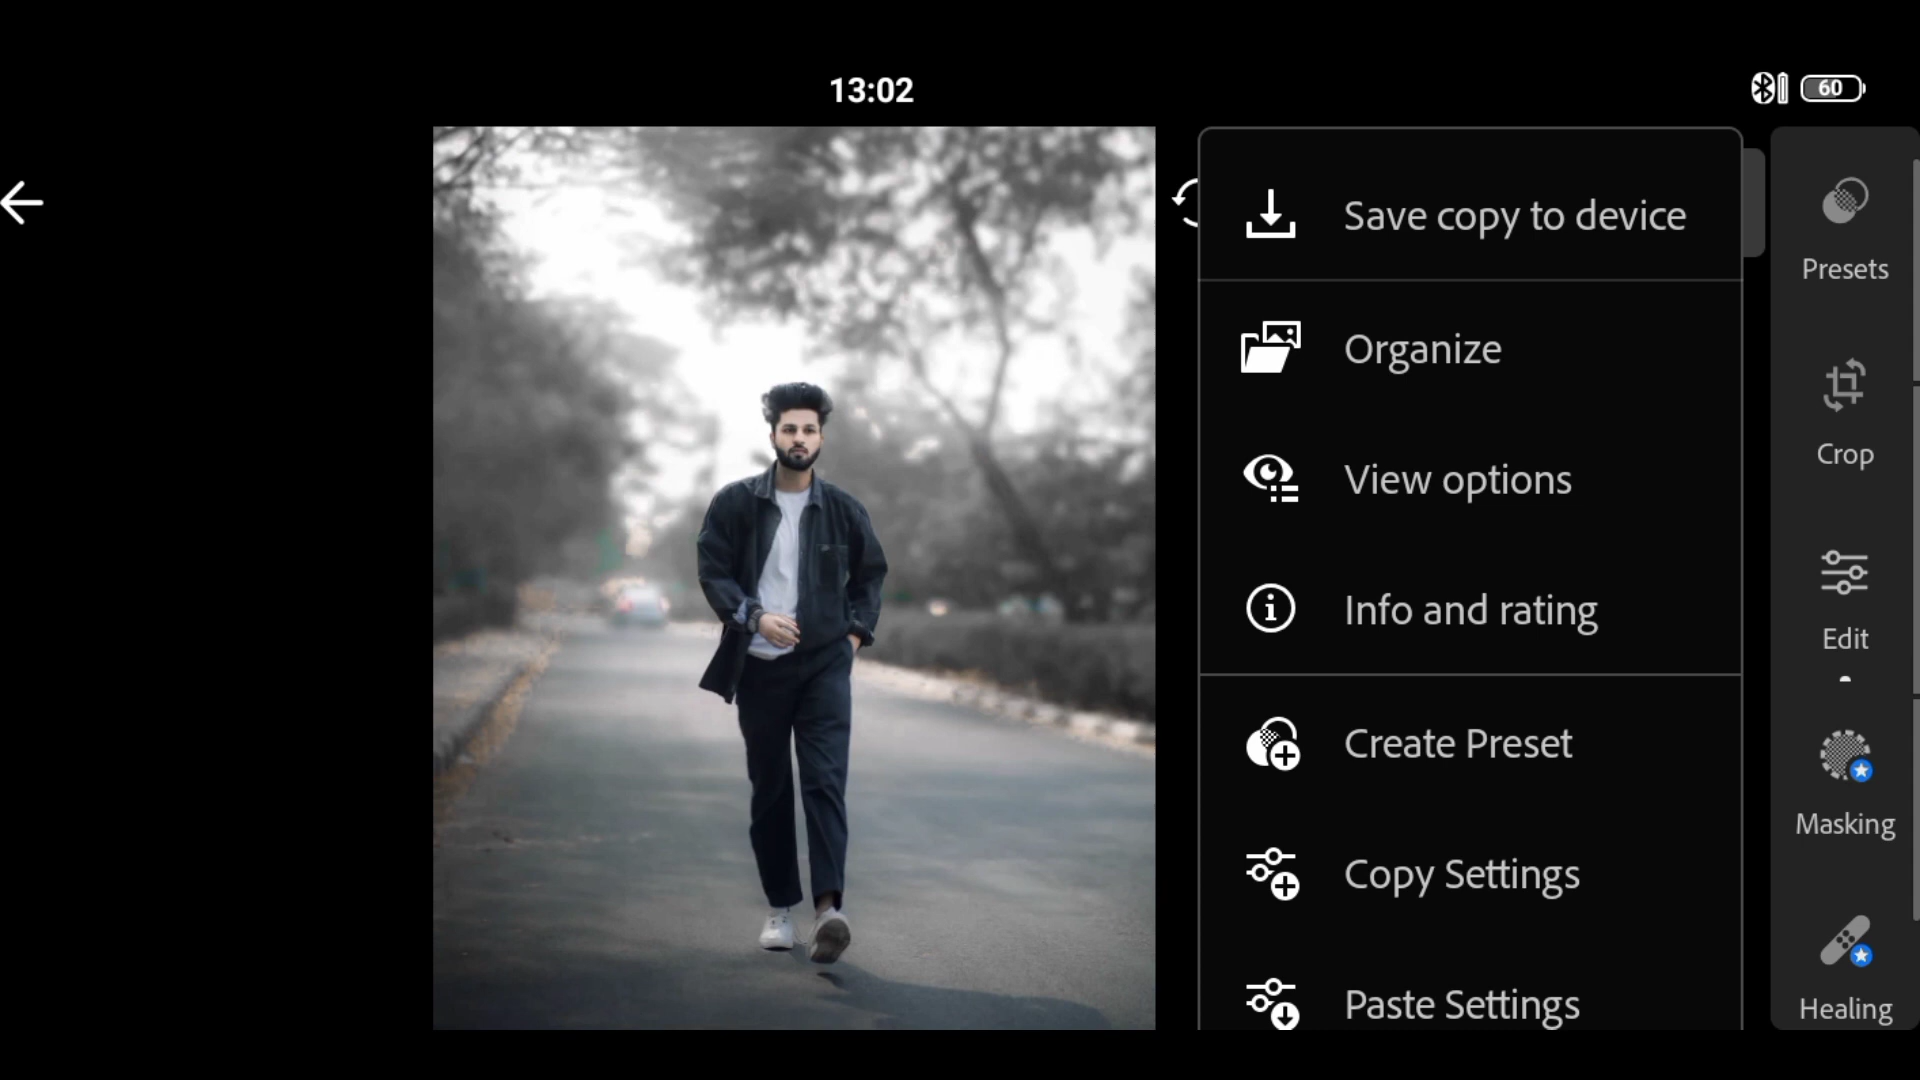 13:02
60
Save copy to device
Organize
View options
Info and rating
Create Preset
Copy Settings
Paste Settings
Presets
Crop
Edit
Masking
Healing